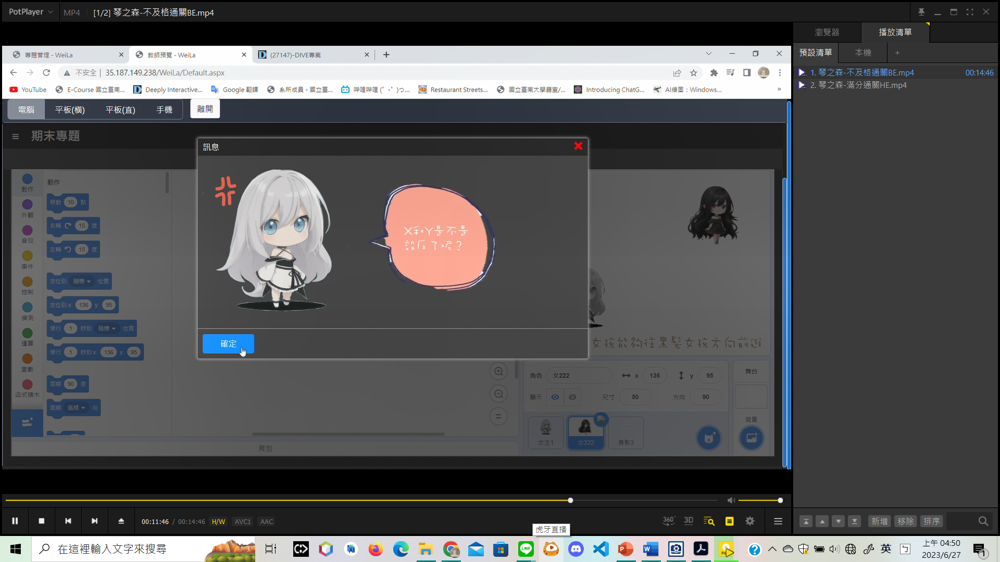 PotPlayer
MP4
[1/2] 琴之森-不及格通關BE.mp4
瀏覽器
播放清單
預設清單
本機
+
1. 琴之森-不及格通關BE.mp4
00:14:46
2. 琴之森-滿分通關HE.mp4
專題管理 - WeiLa
教師預覽 - WeiLa
(27147)-DIVE專案
不安全
35.187.149.238/WeiLa/Default.aspx
YouTube
E-Course 國立臺南...
Deeply Interactive...
Google 翻譯
系所成員 - 國立臺...
哔哩哔哩 (゜-゜)つ...
Restaurant Streets...
國立臺南大學廳室/...
Introducing ChatG...
AI繪圖：Windows...
»
電腦
平板(橫)
平板(直)
手機
離開
期末專題
訊息
X和Y是不是
設反了呢？
確定
動作
外觀
音效
事件
控制
偵測
運算
變數
函式積木
動作
移動 10 點
右轉 15 度
左轉 15 度
定位到 隨機 位置
定位到 x: 136 y: 95
滑行 1 秒到 隨機 位置
滑行 1 秒到 x: 136 y: 95
面朝 90 度
面朝 鼠標 向
背包
女孩能夠往黑髮女孩方向前進
角色
女222
x
136
y
95
顯示
尺寸
50
方向
90
舞台
背景
女主1
女222
身影3
00:11:46 / 00:14:46
H/W
AVC1
AAC
360°
3D
新增
移除
排序
虎牙直播
在這裡輸入文字來搜尋
英
上午 04:50
2023/6/27
1